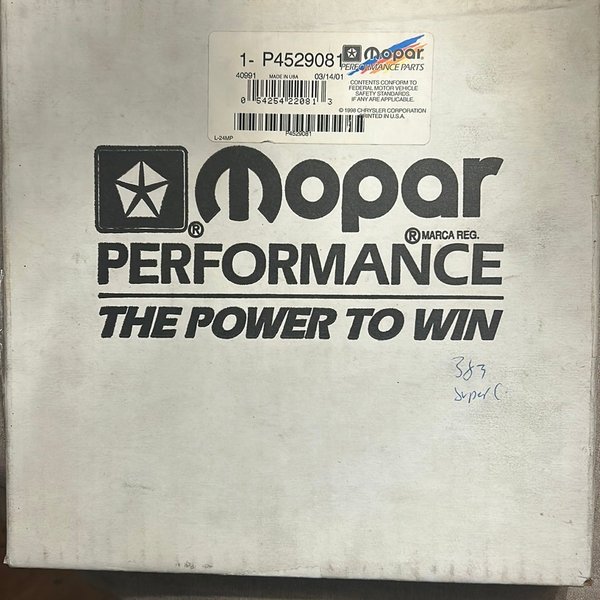 1- P4529081
Mopar
PERFORMANCE PARTS
40991 MADE IN USA 03/14/01
CONTENTS CONFORM TO
FEDERAL MOTOR VEHICLE
SAFETY STANDARDS,
IF ANY ARE APPLICABLE.
0 54254 22081 3
© 1998 CHRYSLER CORPORATION
PRINTED IN U.S.A.
P4529081
L-24MP
Mopar
® ® MARCA REG.
PERFORMANCE
THE POWER TO WIN
383
Super C